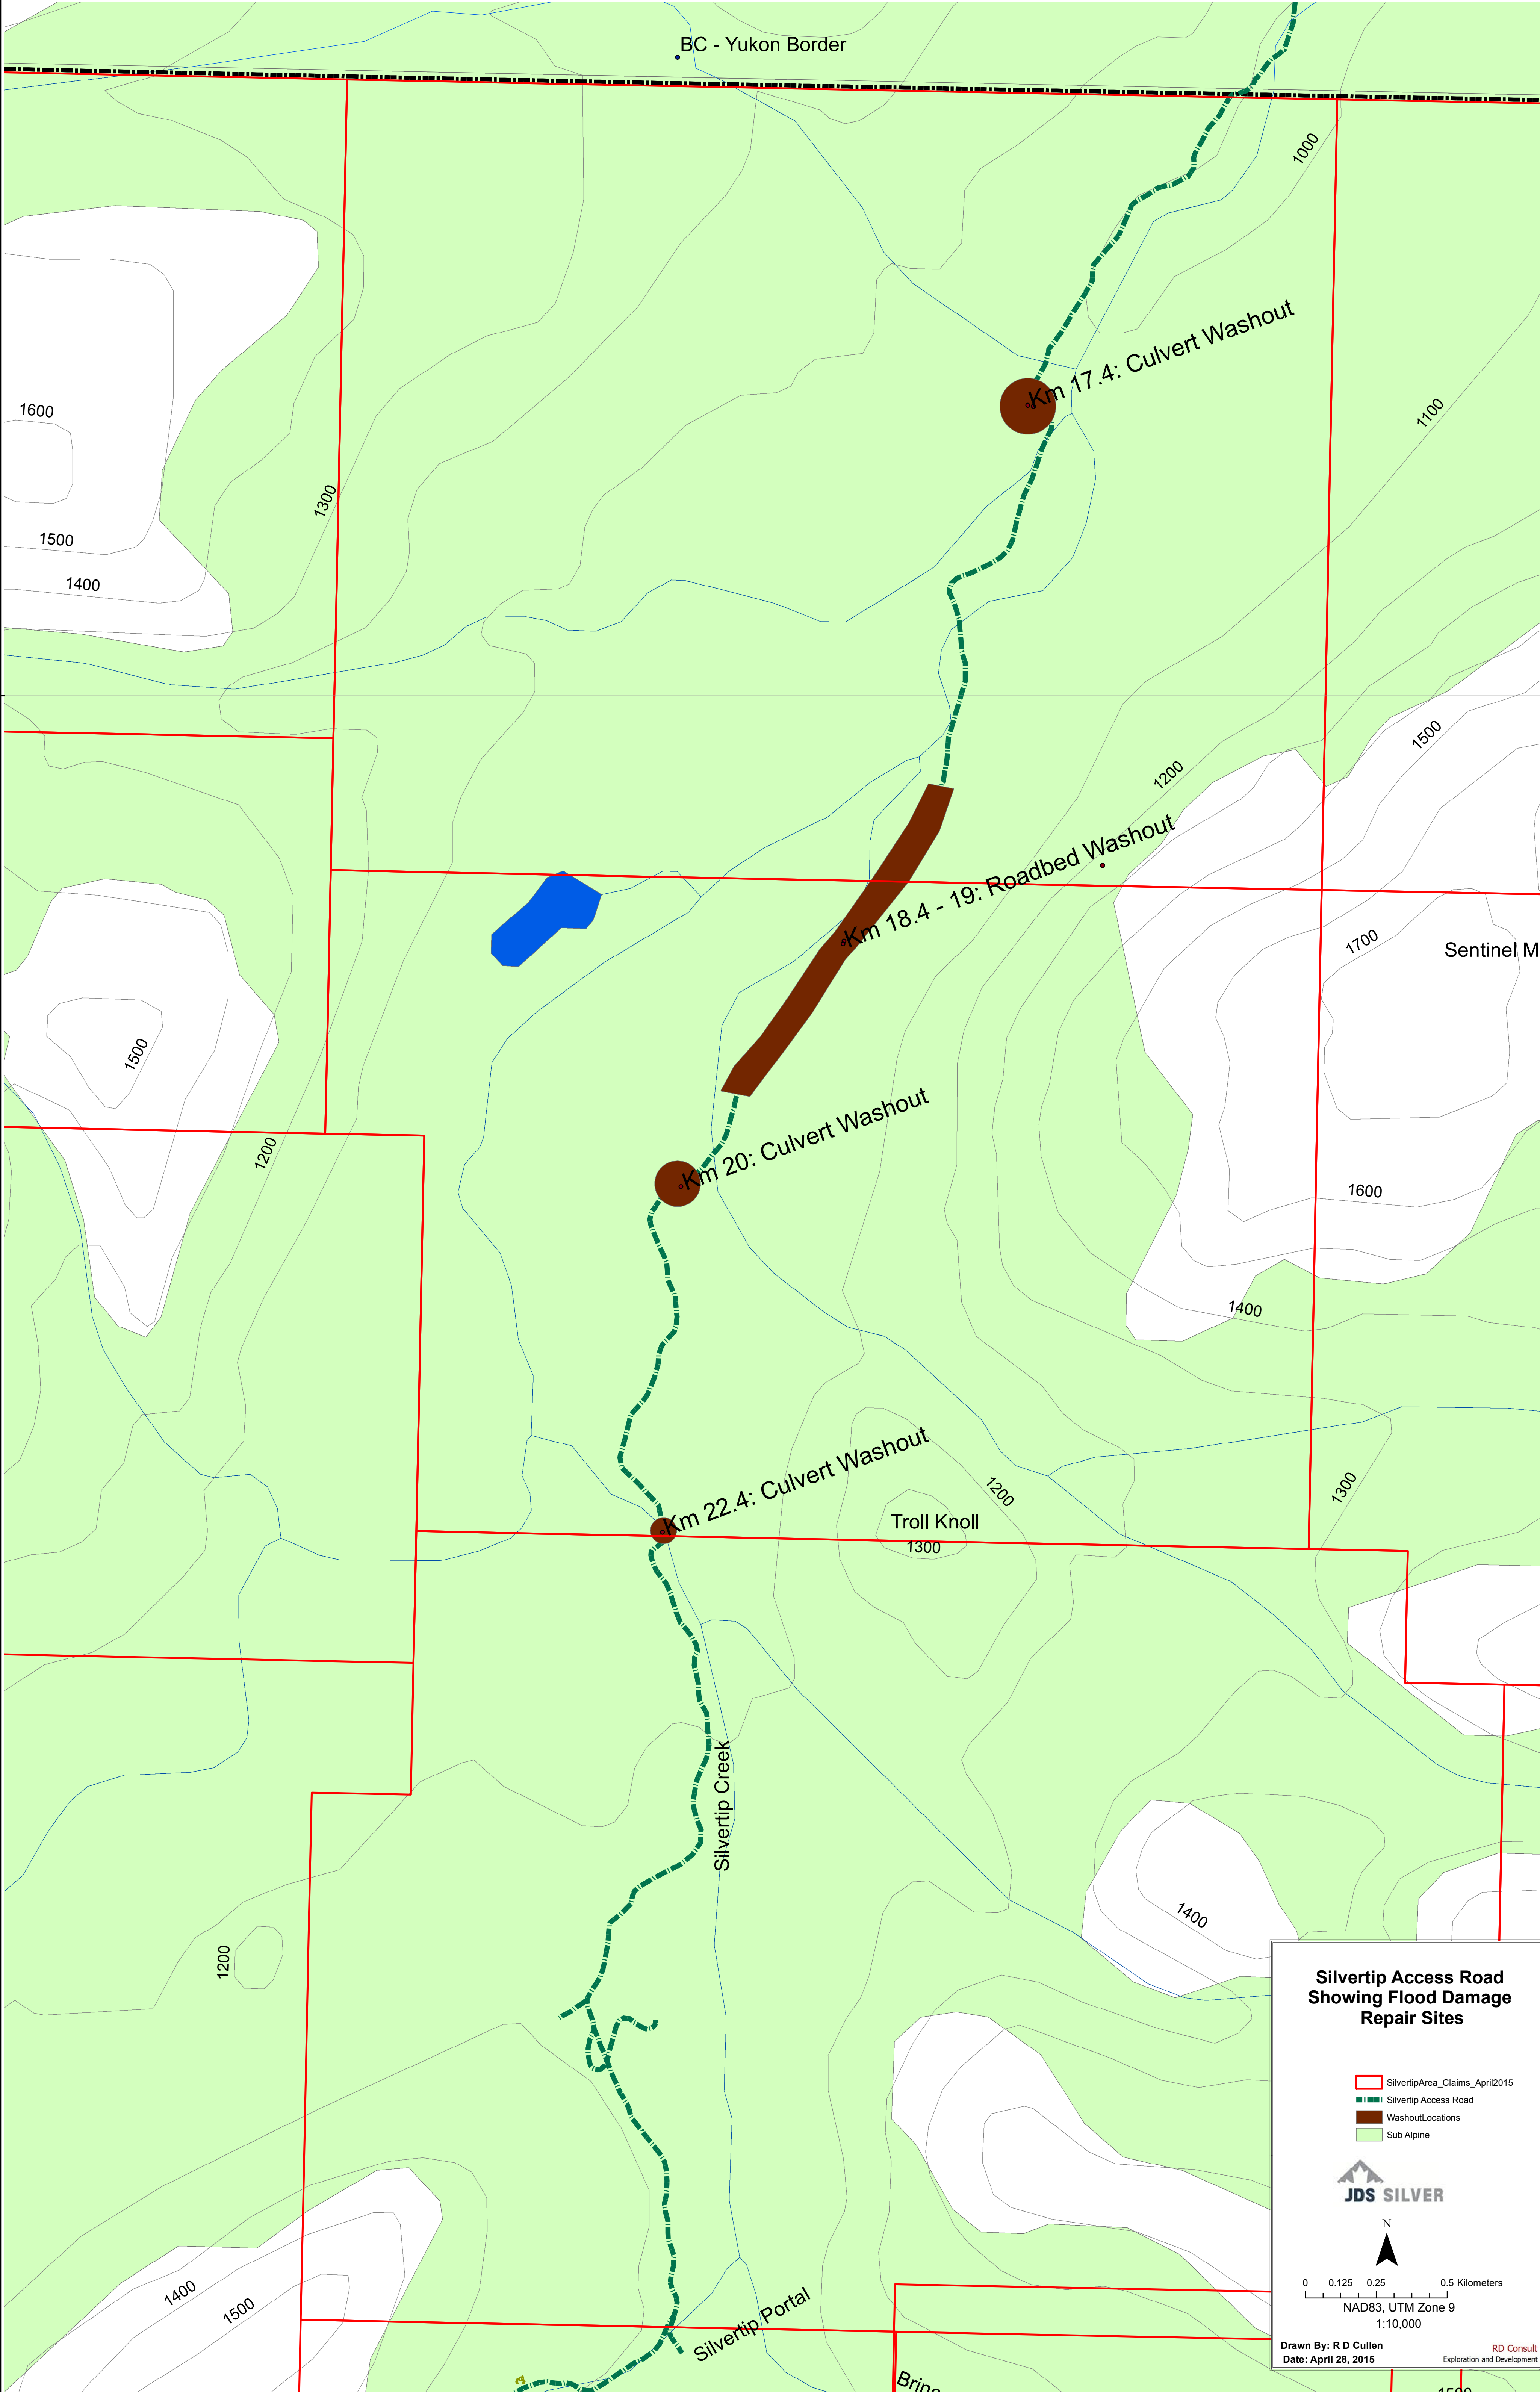 BC - Yukon Border
1000
Km 17.4: Culvert Washout
1600
1100
1300
1500
1400
1500
1200
Km 18.4 - 19: Roadbed Washout
1700
Sentinel M
1500
Km 20: Culvert Washout
1200
1600
1400
Km 22.4: Culvert Washout
1200
1300
Troll Knoll
1300
Silvertip Creek
1400
1200
Silvertip Access Road
Showing Flood Damage
Repair Sites
SilvertipArea_Claims_April2015
Silvertip Access Road
WashoutLocations
Sub Alpine
JDS SILVER
N
0 0.125 0.25 0.5 Kilometers
NAD83, UTM Zone 9
1:10,000
Drawn By: R D Cullen
Date: April 28, 2015
RD Consult
Exploration and Development
1400
1500
Silvertip Portal